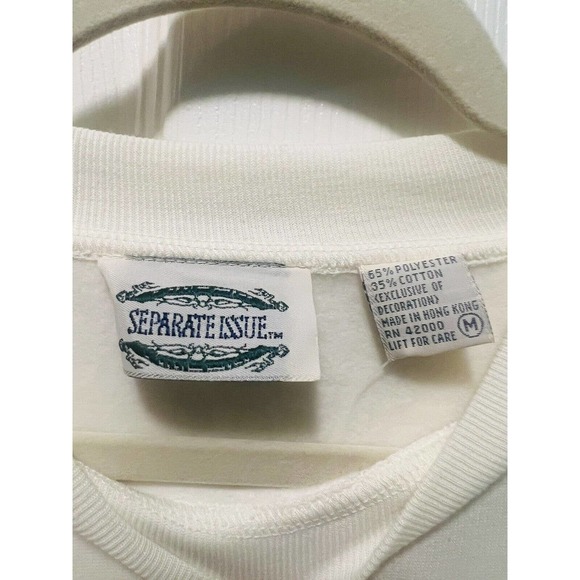 SEPARATE ISSUE™
65% POLYESTER
35% COTTON
(EXCLUSIVE OF
DECORATION)
MADE IN HONG KONG
RN 42000 M
LIFT FOR CARE